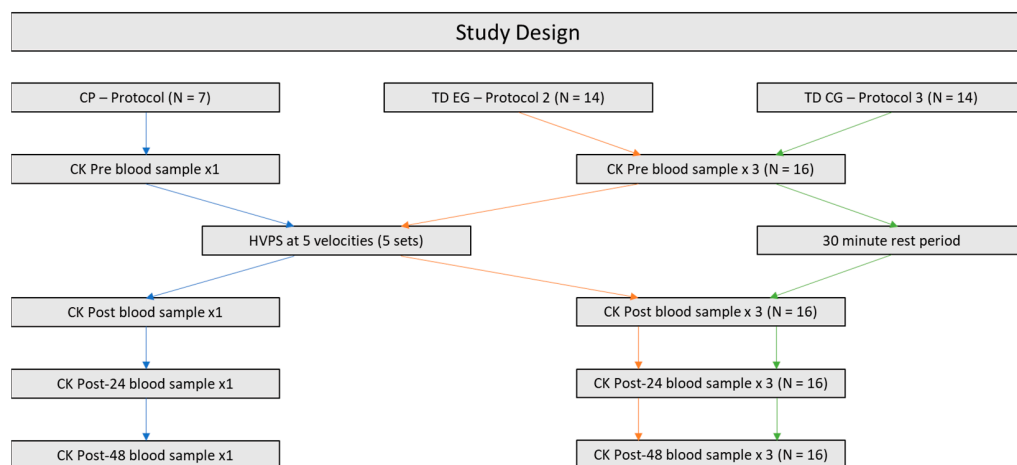 Study Design
CP – Protocol (N = 7)
TD EG – Protocol 2 (N = 14)
TD CG – Protocol 3 (N = 14)
CK Pre blood sample x1
CK Pre blood sample x 3 (N = 16)
HVPS at 5 velocities (5 sets)
30 minute rest period
CK Post blood sample x1
CK Post blood sample x 3 (N = 16)
CK Post-24 blood sample x1
CK Post-24 blood sample x 3 (N = 16)
CK Post-48 blood sample x1
CK Post-48 blood sample x 3 (N = 16)